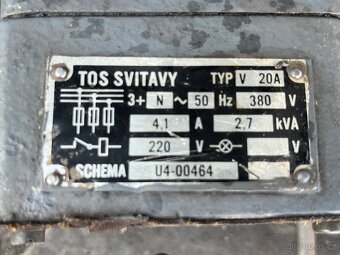 TOS SVITAVY TYP V 20A
3+ N ~ 50 Hz 380 V
4.1 A 2.7 kVA
220 V V
SCHEMA U4-00464